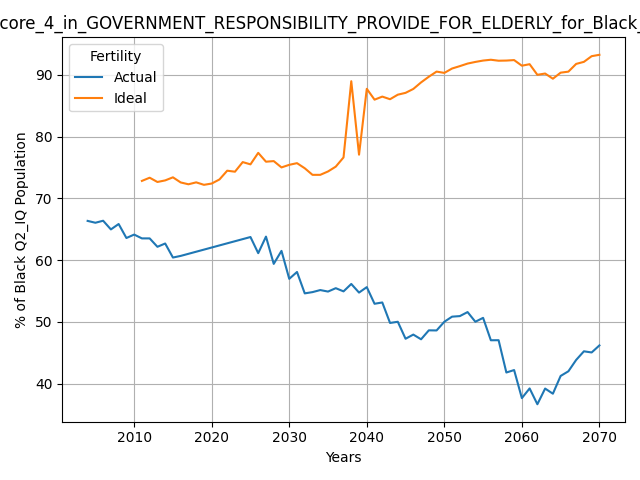 core_4_in_GOVERNMENT_RESPONSIBILITY_PROVIDE_FOR_ELDERLY_for_Black_
Fertility
Actual
Ideal
% of Black Q2_IQ Population
90
80
70
60
50
40
2010
2020
2030
2040
2050
2060
2070
Years